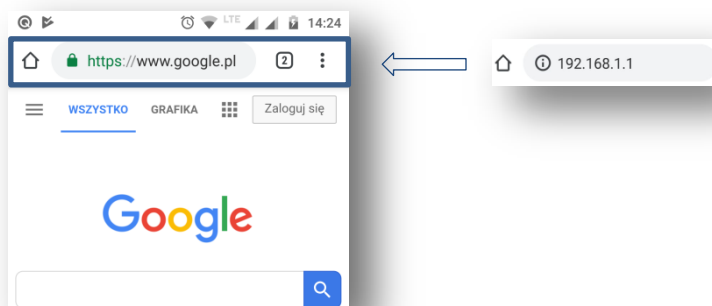 LTE 14:24
https://www.google.pl 2
192.168.1.1
WSZYSTKO GRAFIKA Zaloguj się
Google